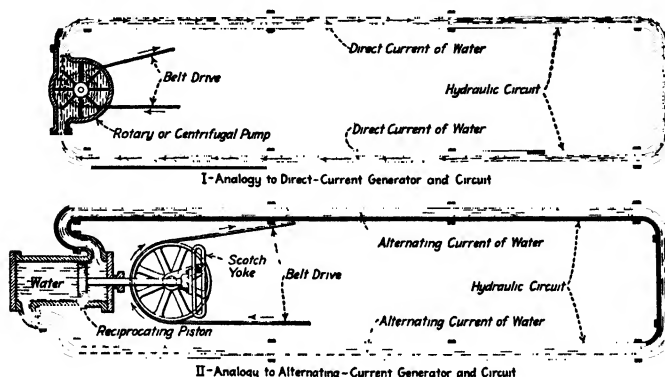 Direct Current of Water
Belt Drive
Hydraulic Circuit
Rotary or Centrifugal Pump
Direct Current of Water
I-Analogy to Direct-Current Generator and Circuit
Alternating Current of Water
Scotch
Yoke
Water
Belt Drive
Hydraulic Circuit
Reciprocating Piston
Alternating Current of Water
II-Analogy to Alternating-Current Generator and Circuit